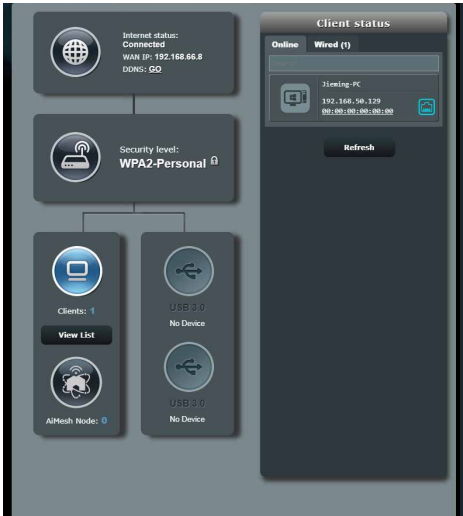 Internet status:
Connected
WAN IP: 192.168.66.8
DDNS: GO
Security level:
WPA2-Personal
Clients: 1
View List
AiMesh Node: 0
USB 3.0
No Device
USB 3.0
No Device
Client status
Online Wired (1)
Jieming-PC
192.168.50.129
00:00:00:00:00:00
Refresh